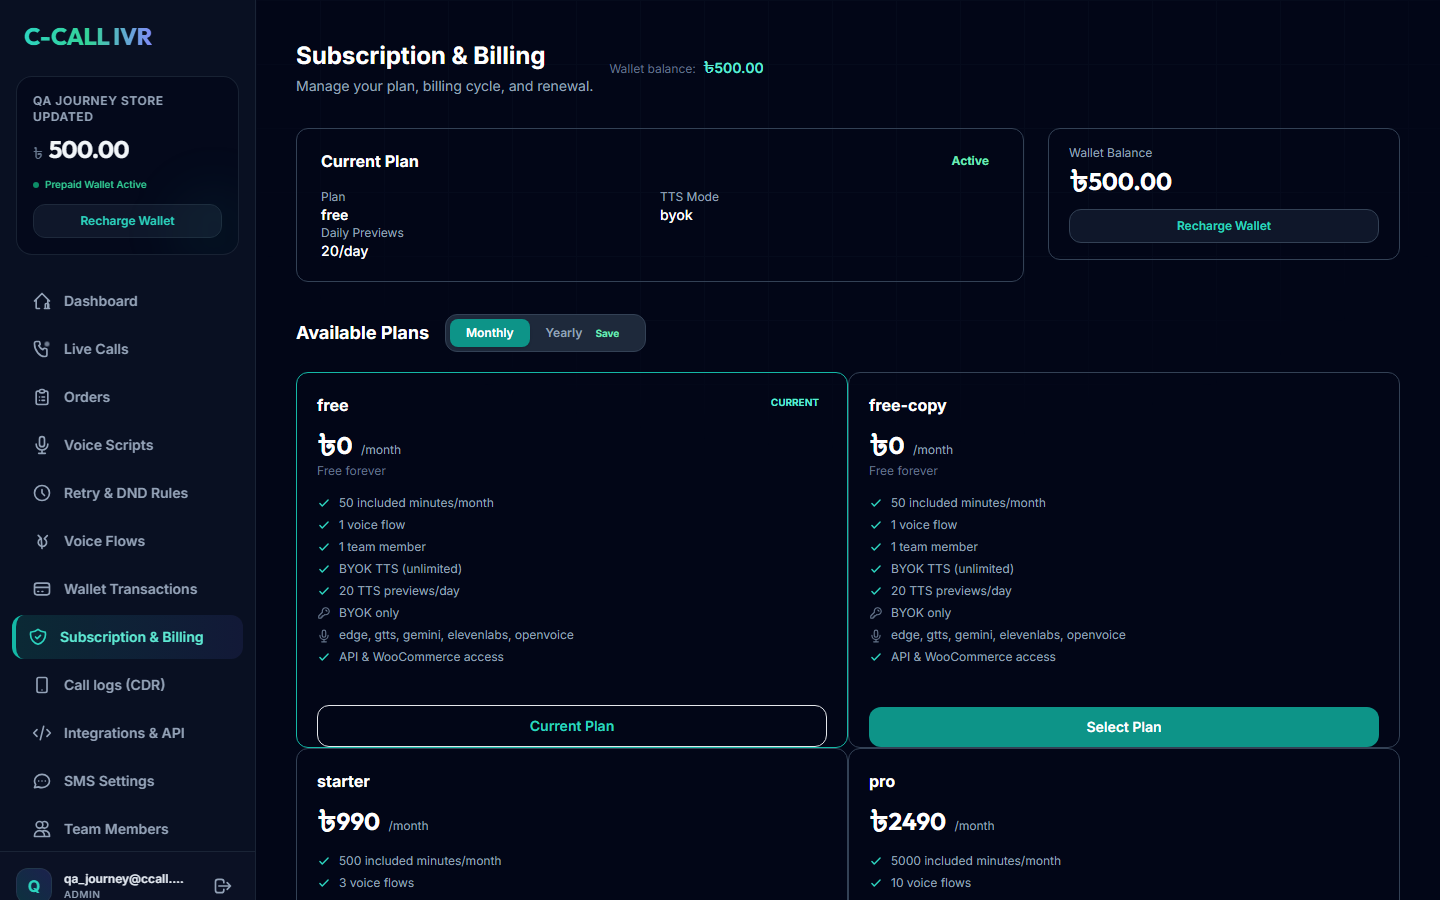 C-CALL IVR
QA JOURNEY STORE
UPDATED
৳ 500.00
Prepaid Wallet Active
Recharge Wallet
Dashboard
Live Calls
Orders
Voice Scripts
Retry & DND Rules
Voice Flows
Wallet Transactions
Subscription & Billing
Call logs (CDR)
Integrations & API
SMS Settings
Team Members
Q
qa_journey@ccall....
ADMIN
Subscription & Billing
Manage your plan, billing cycle, and renewal.
Wallet balance: ৳500.00
Current Plan
Active
Plan
free
TTS Mode
byok
Daily Previews
20/day
Wallet Balance
৳500.00
Recharge Wallet
Available Plans
Monthly
Yearly Save
free
CURRENT
৳0 /month
Free forever
50 included minutes/month
1 voice flow
1 team member
BYOK TTS (unlimited)
20 TTS previews/day
BYOK only
edge, gtts, gemini, elevenlabs, openvoice
API & WooCommerce access
Current Plan
free-copy
৳0 /month
Free forever
50 included minutes/month
1 voice flow
1 team member
BYOK TTS (unlimited)
20 TTS previews/day
BYOK only
edge, gtts, gemini, elevenlabs, openvoice
API & WooCommerce access
Select Plan
starter
৳990 /month
500 included minutes/month
3 voice flows
pro
৳2490 /month
5000 included minutes/month
10 voice flows